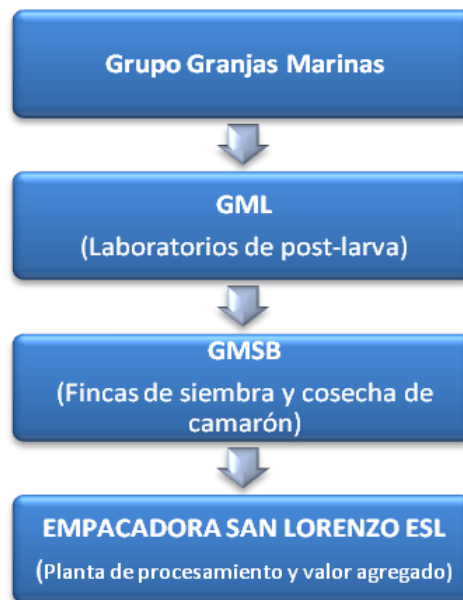 Grupo Granjas Marinas
GML
(Laboratorios de post-larva)
GMSB
(Fincas de siembra y cosecha de
camarón)
EMPACADORA SAN LORENZO ESL
(Planta de procesamiento y valor agregado)